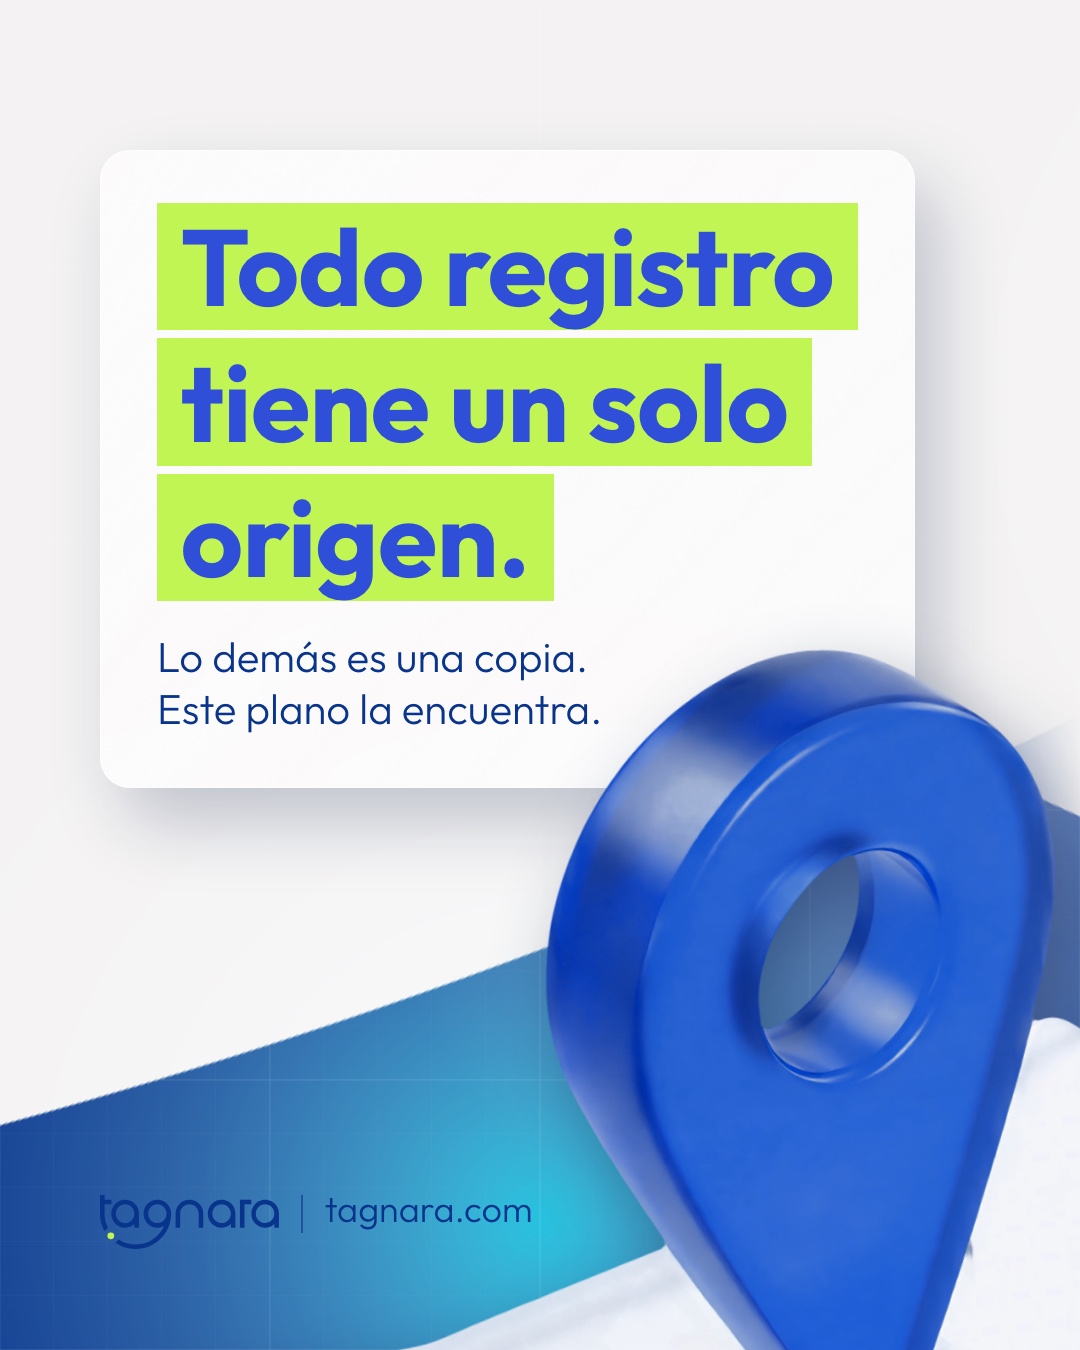 Todo registro
tiene un solo
origen.
Lo demás es una copia.
Este plano la encuentra.
tagnara | tagnara.com